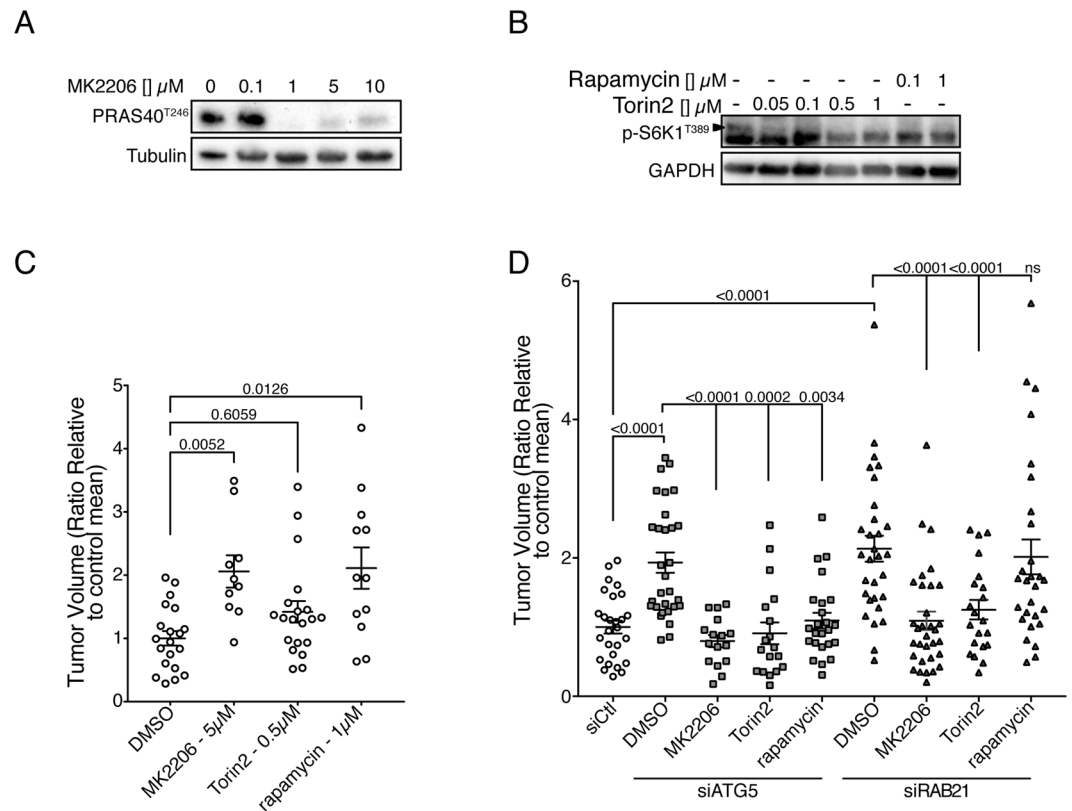 A
MK2206 [] µM 0 0.1 1 5 10
PRAS40T246
Tubulin
B
Rapamycin [] µM - - - - - 0.1 1
Torin2 [] µM - 0.05 0.1 0.5 1 - -
p-S6K1T389
GAPDH
C
Tumor Volume (Ratio Relative
to control mean)
5
4
3
2
1
0
0.0126
0.6059
0.0052
DMSO
MK2206 - 5µM
Torin2 - 0.5µM
rapamycin - 1µM
D
Tumor Volume (Ratio Relative
to control mean)
6
4
2
0
<0.0001 <0.0001 ns
<0.0001
<0.0001 0.0002 0.0034
<0.0001
siCtl
DMSO
MK2206
Torin2
rapamycin
DMSO
MK2206
Torin2
rapamycin
siATG5
siRAB21